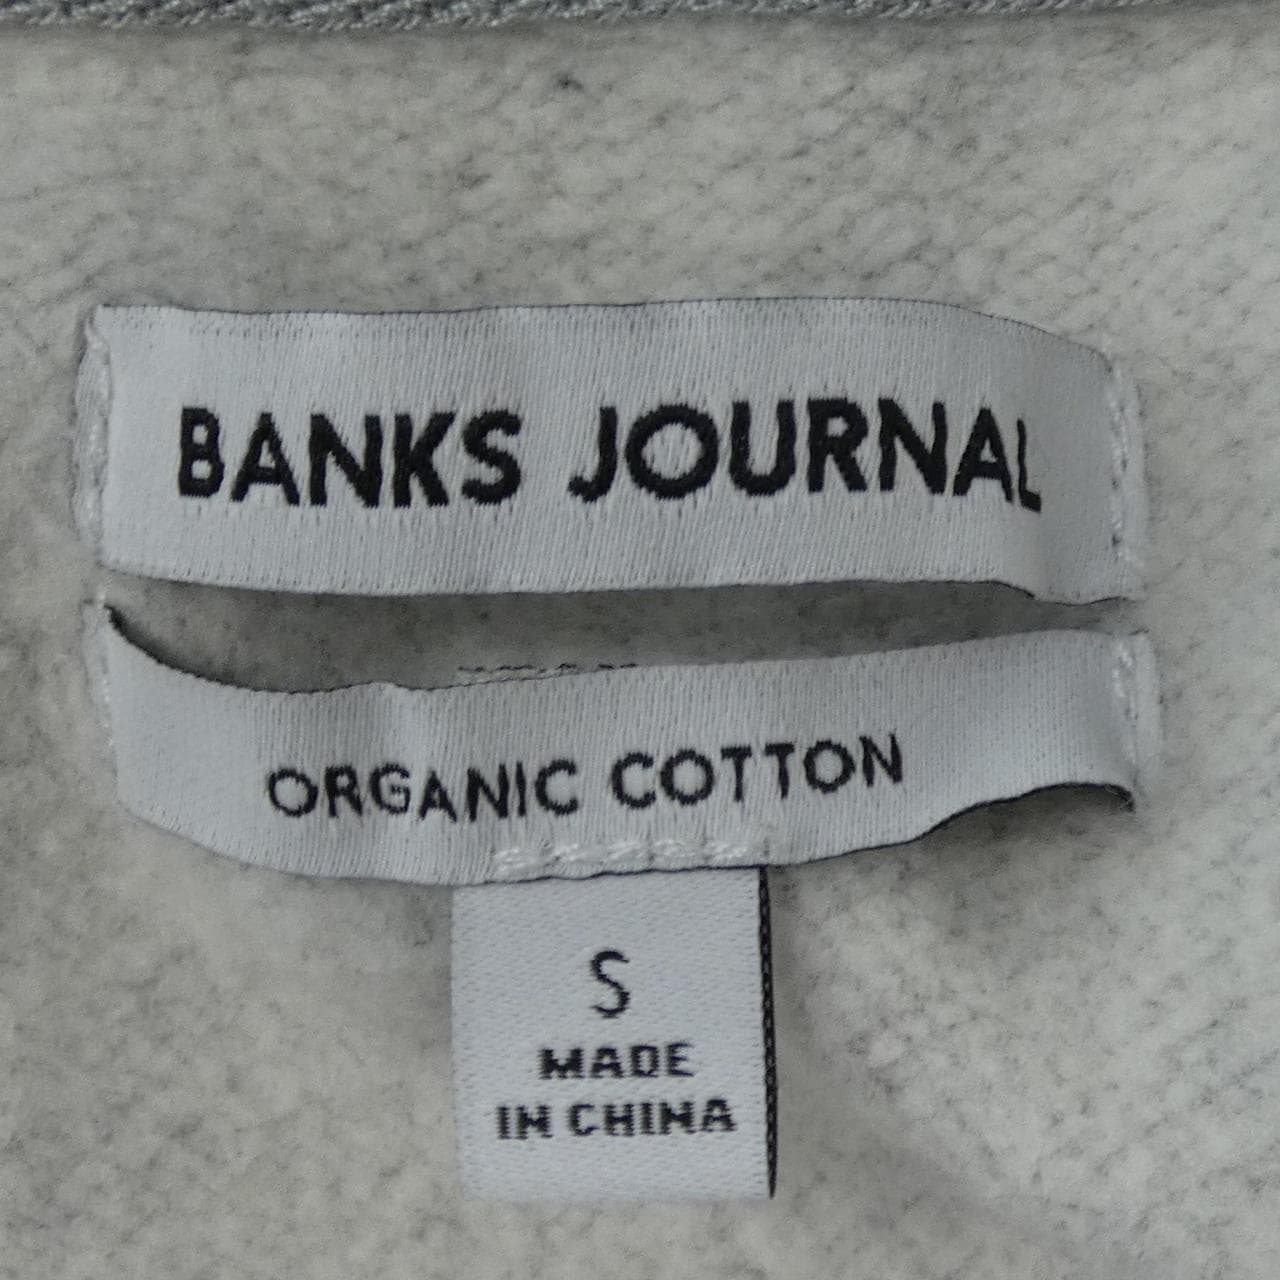 BANKS JOURNAL
ORGANIC COTTON
S
MADE
IN CHINA